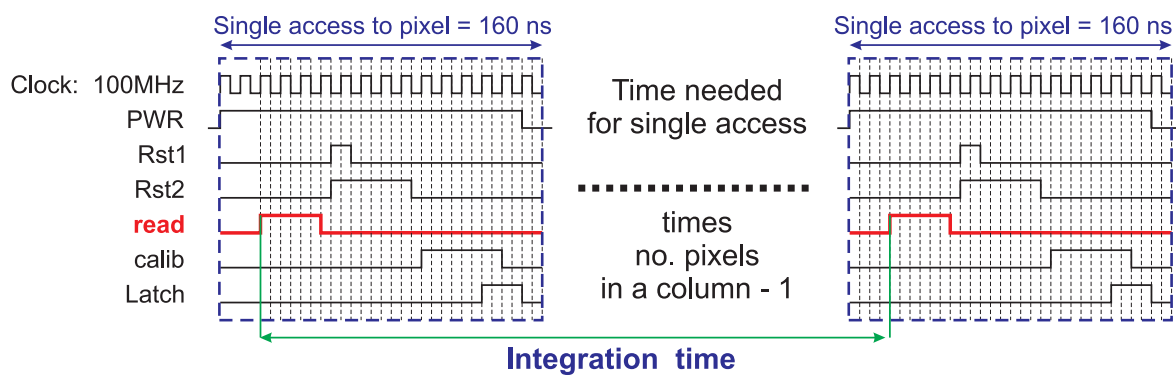 Single access to pixel = 160 ns
Single access to pixel = 160 ns
Clock: 100MHz
PWR
Rst1
Rst2
read
calib
Latch
Time needed
for single access
times
no. pixels
in a column - 1
Integration time